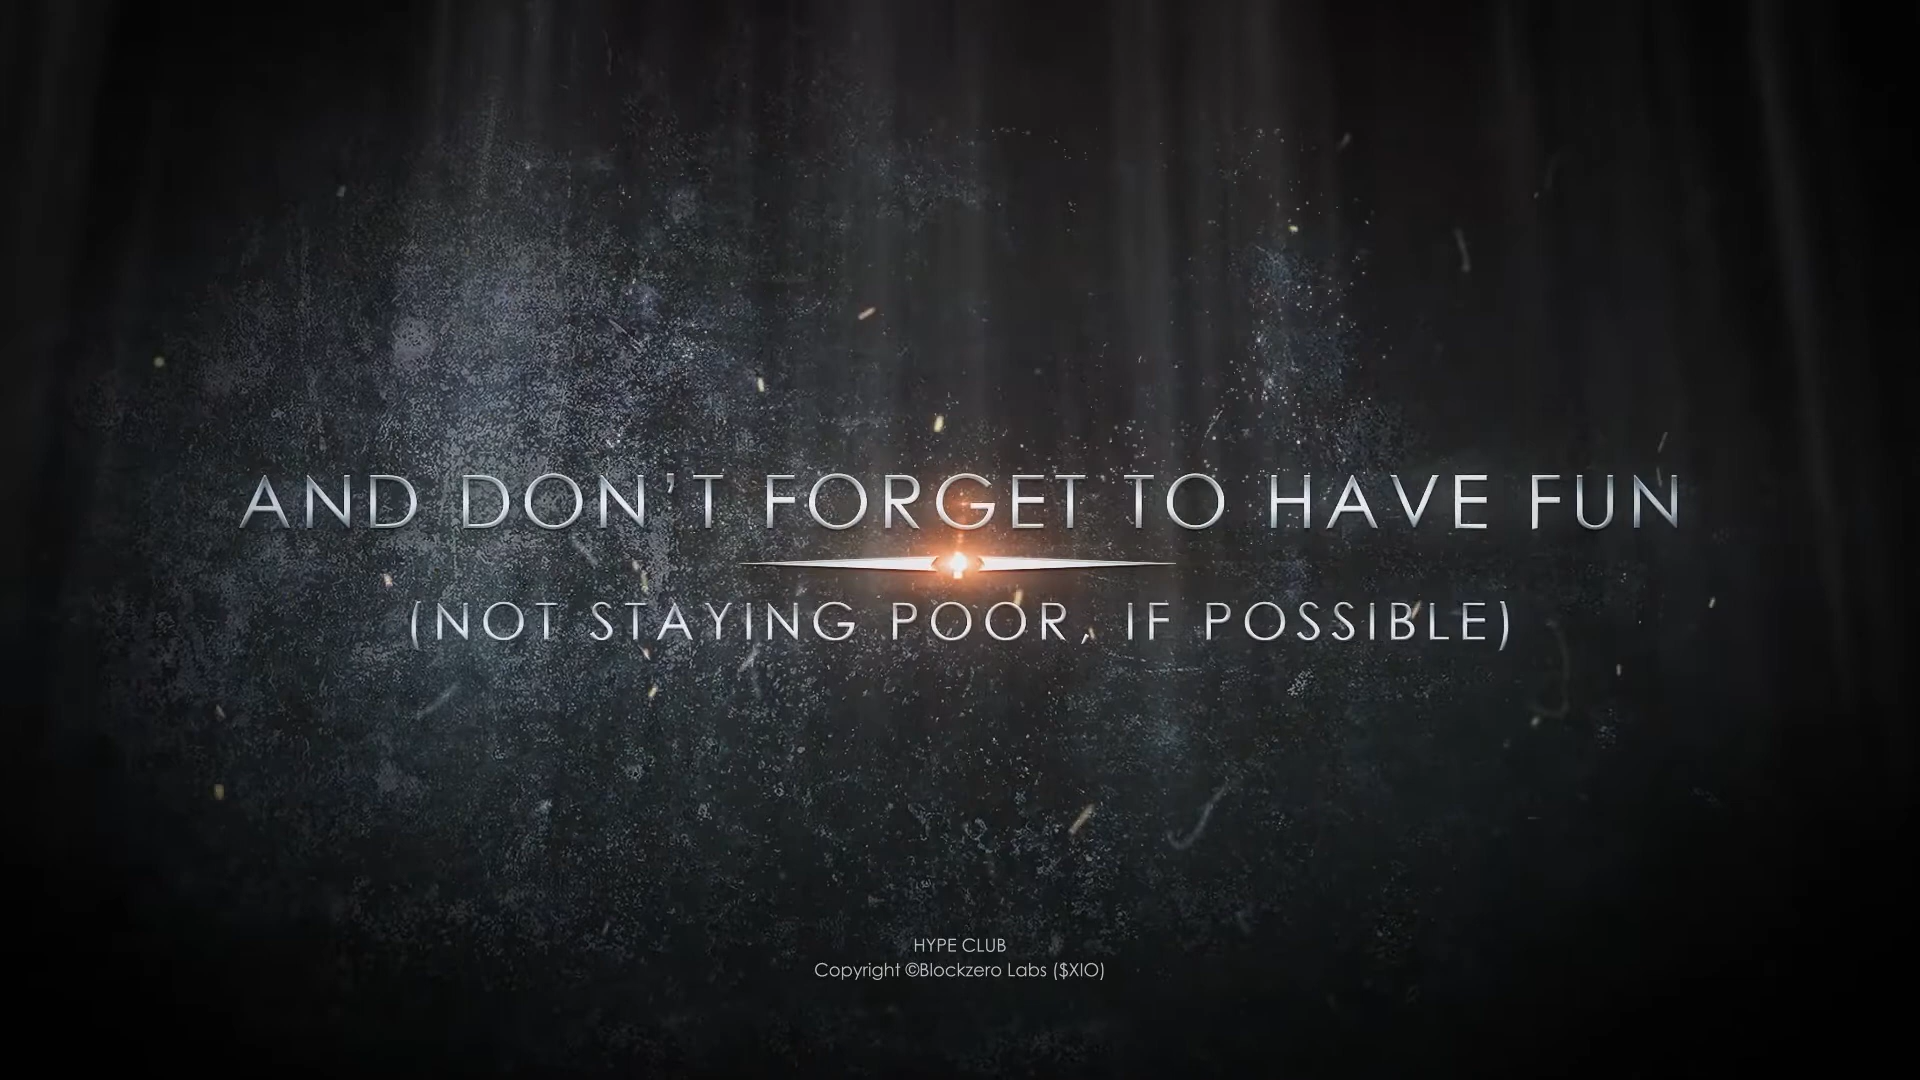 AND DON'T FORGET TO HAVE FUN
(NOT STAYING POOR, IF POSSIBLE)
HYPE CLUB
Copyright ©Blockzero Labs ($XIO)